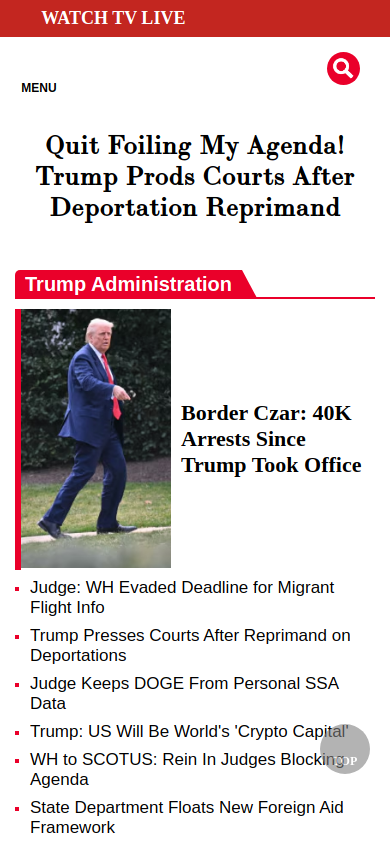 WATCH TV LIVE
MENU
Quit Foiling My Agenda!
Trump Prods Courts After
Deportation Reprimand
Trump Administration
Border Czar: 40K
Arrests Since
Trump Took Office
Judge: WH Evaded Deadline for Migrant
Flight Info
Trump Presses Courts After Reprimand on
Deportations
Judge Keeps DOGE From Personal SSA
Data
Trump: US Will Be World's 'Crypto Capital'
WH to SCOTUS: Rein In Judges Blocking
TOP
Agenda
State Department Floats New Foreign Aid
Framework